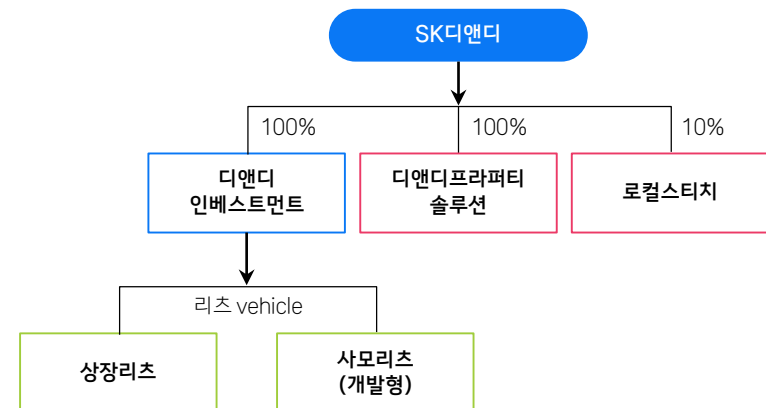 SK디앤디
100%
100%
10%
디앤디
인베스트먼트
디앤디프라퍼티
솔루션
로컬스티치
리츠 vehicle
상장리츠
사모리츠
(개발형)